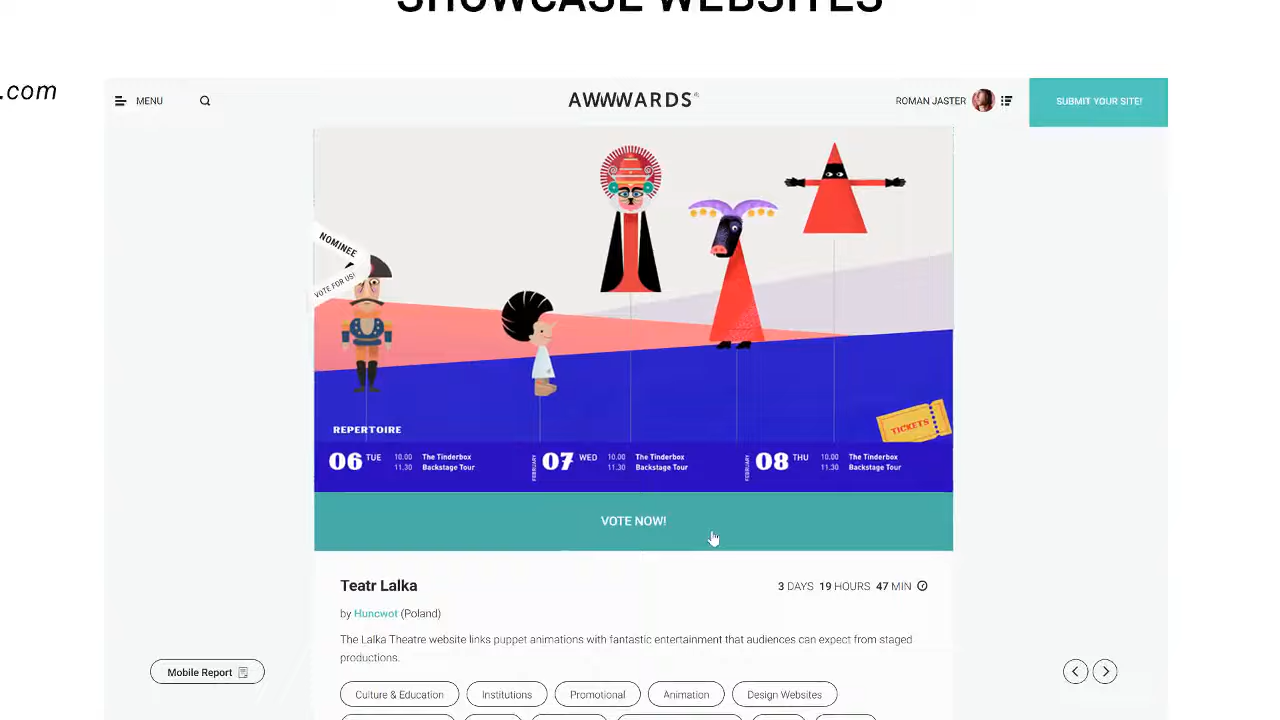 SHOWCASE WEBSITES
.com
MENU
AWWWARDS®
ROMAN JASTER
SUBMIT YOUR SITE!
NOMINEE
VOTE FOR US!
TICKETS
REPERTOIRE
06 TUE 10.00 The Tinderbox
11.30 Backstage Tour
FEBRUARY 07 WED 10.00 The Tinderbox
11.30 Backstage Tour
FEBRUARY 08 THU 10.00 The Tinderbox
11.30 Backstage Tour
VOTE NOW!
Teatr Lalka
3 DAYS 19 HOURS 47 MIN
by Huncwot (Poland)
The Lalka Theatre website links puppet animations with fantastic entertainment that audiences can expect from staged
productions.
Mobile Report
Culture & Education Institutions Promotional Animation Design Websites